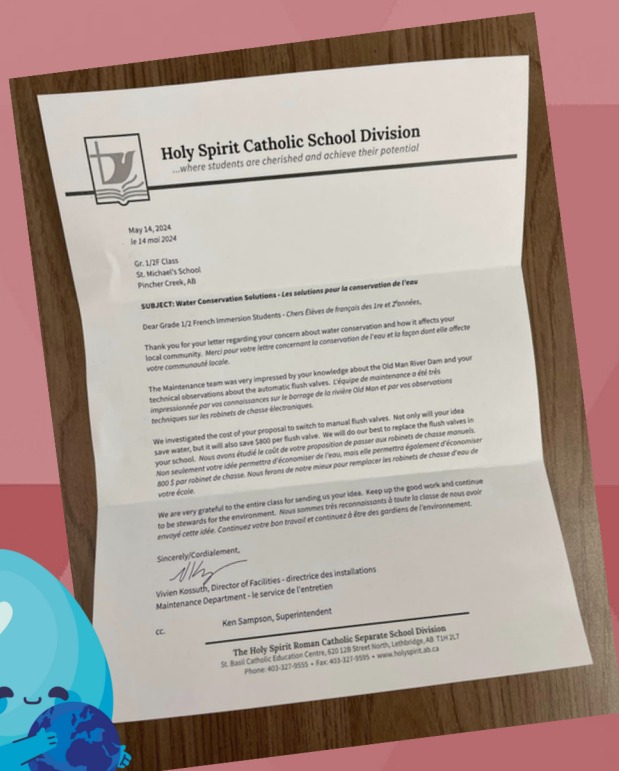 Holy Spirit Catholic School Division
...where students are cherished and achieve their potential
May 14, 2024
le 14 mai 2024
Gr. 1/2F Class
St. Michael's School
Pincher Creek, AB
SUBJECT: Water Conservation Solutions - Les solutions pour la conservation de l'eau
Dear Grade 1/2 French Immersion Students - Chers Élèves de français des 1re et 2ᵉonnées,
Thank you for your letter regarding your concern about water conservation and how it affects your
local community. Merci pour votre lettre concernant la conservation de l'eau et la façon dont elle affecte
votre communauté locale.
The Maintenance team was very impressed by your knowledge about the Old Man River Dam and your
technical observations about the automatic flush valves. L'équipe de maintenance a été très
impressionnée par vos connaissances sur le barrage de la rivière Old Man et par vos observations
techniques sur les robinets de chasse électroniques.
We investigated the cost of your proposal to switch to manual flush valves. Not only will your idea
save water, but it will also save $800 per flush valve. We will do our best to replace the flush valves in
your school. Nous avons étudié le coût de votre proposition de passer aux robinets de chasse manuels.
Non seulement votre idée permettra d'économiser de l'eau, mais elle permettra également d'économiser
800 $ par robinet de chasse. Nous ferons de notre mieux pour remplacer les robinets de chasse d'eau de
votre école.
We are very grateful to the entire class for sending us your idea. Keep up the good work and continue
to be stewards for the environment. Nous sommes très reconnaissants à toute la classe de nous avoir
envoyé cette idée. Continuez votre bon travail et continuez à être des gardiens de l'environnement.
Sincerely/Cordialement,
Vivien Kossuth, Director of Facilities - directrice des installations
Maintenance Department - le service de l'entretien
cc. Ken Sampson, Superintendent
The Holy Spirit Roman Catholic Separate School Division
St. Basil Catholic Education Centre, 620 12B Street North, Lethbridge, AB T1H 2L7
Phone: 403-327-9555 • Fax: 403-327-9595 • www.holyspirit.ab.ca